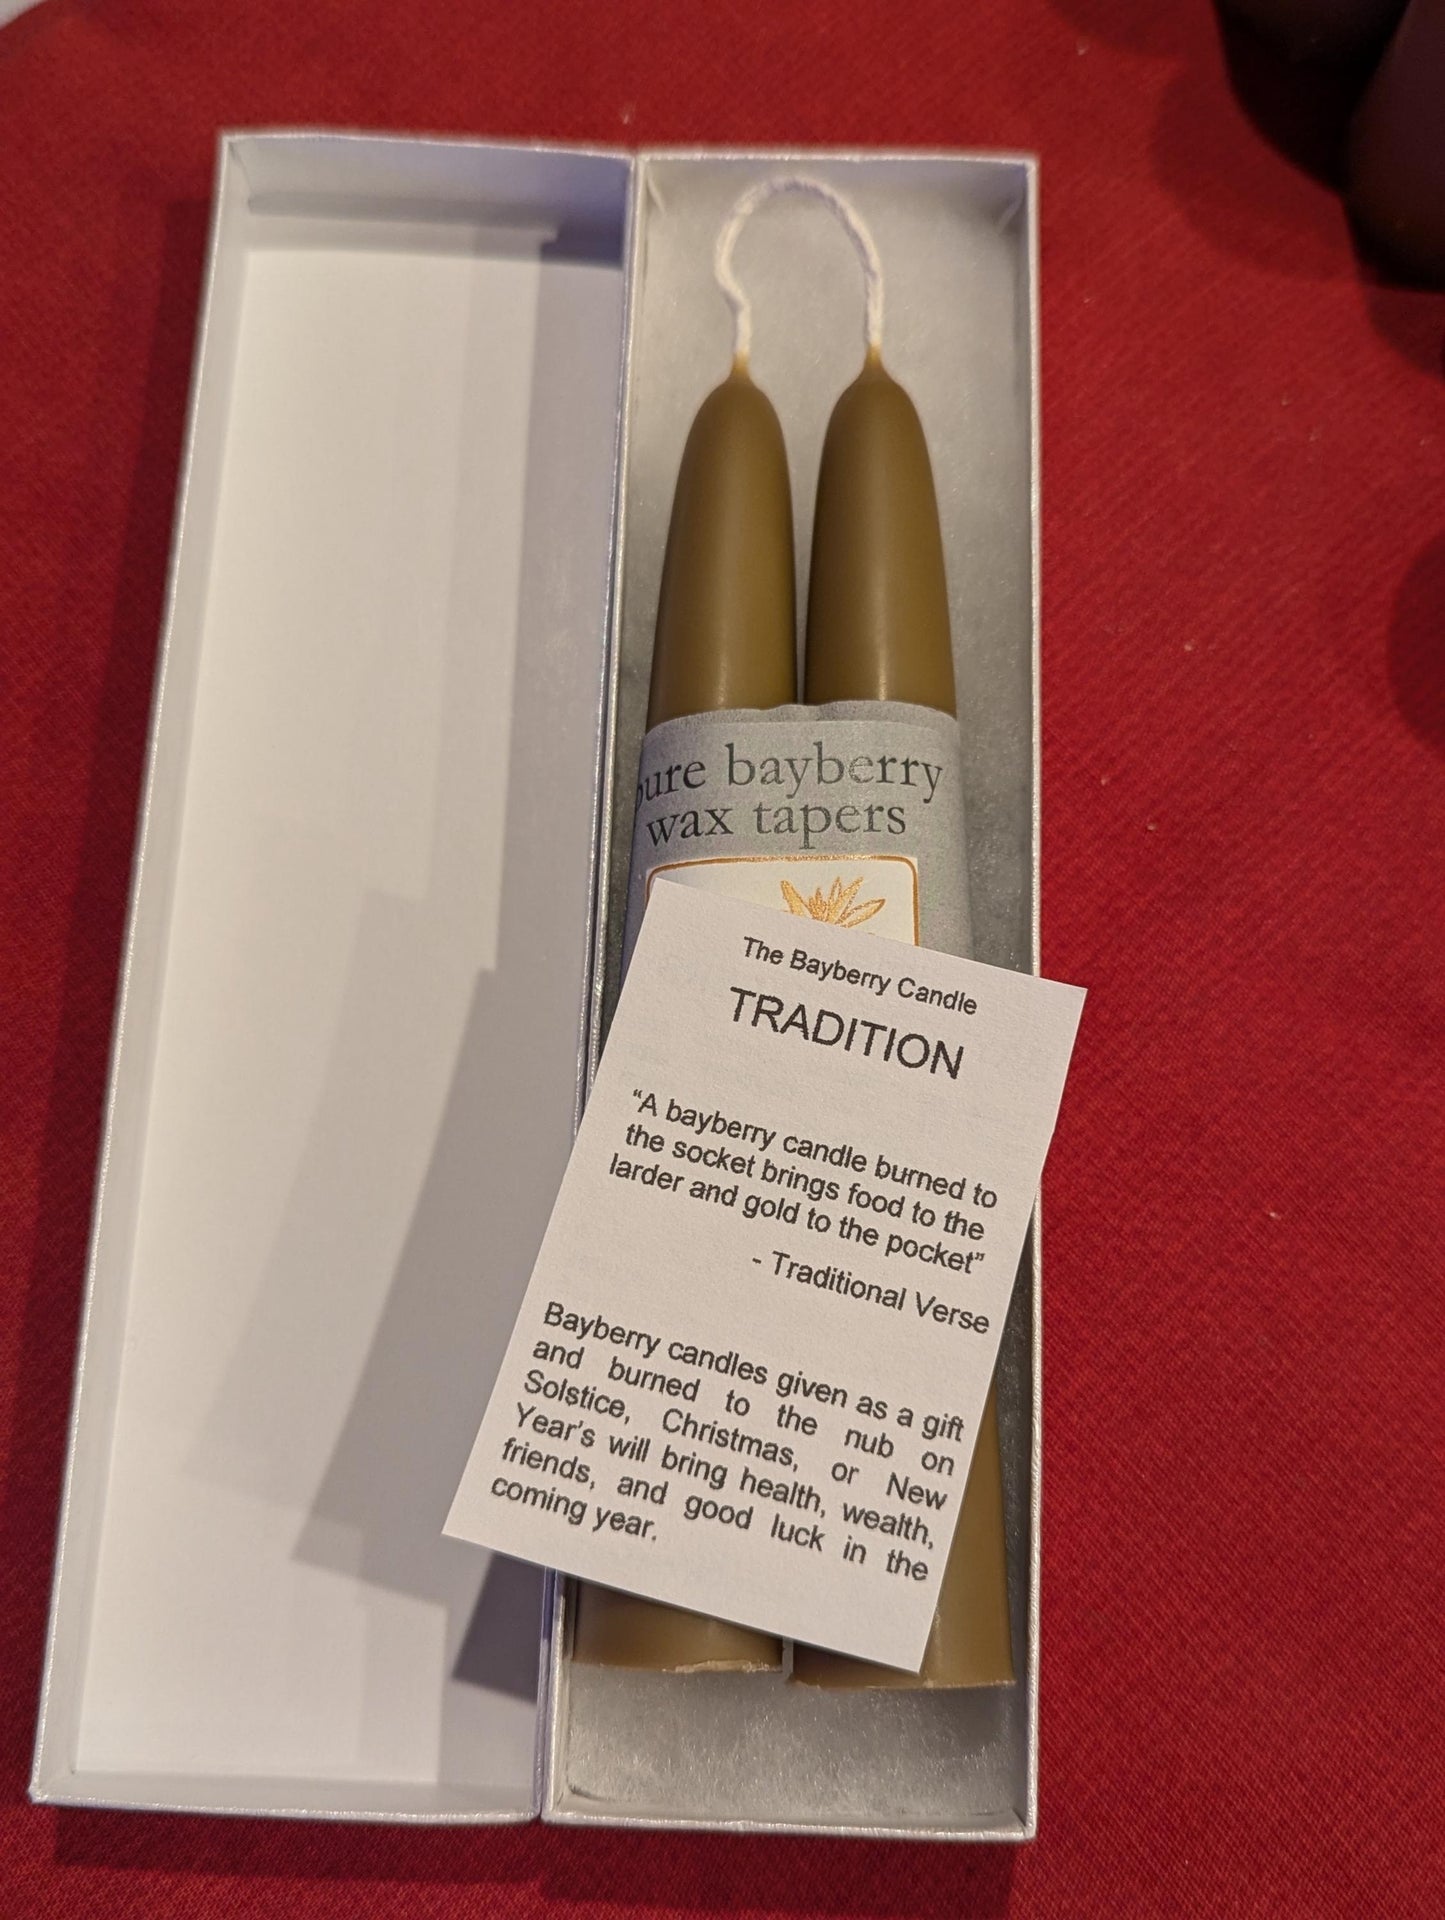 pure bayberry
wax tapers
The Bayberry Candle
TRADITION
“A bayberry candle burned to
the socket brings food to the
larder and gold to the pocket”
- Traditional Verse
Bayberry candles given as a gift
and burned to the nub on
Solstice, Christmas, or New
Year’s will bring health, wealth,
friends, and good luck in the
coming year.